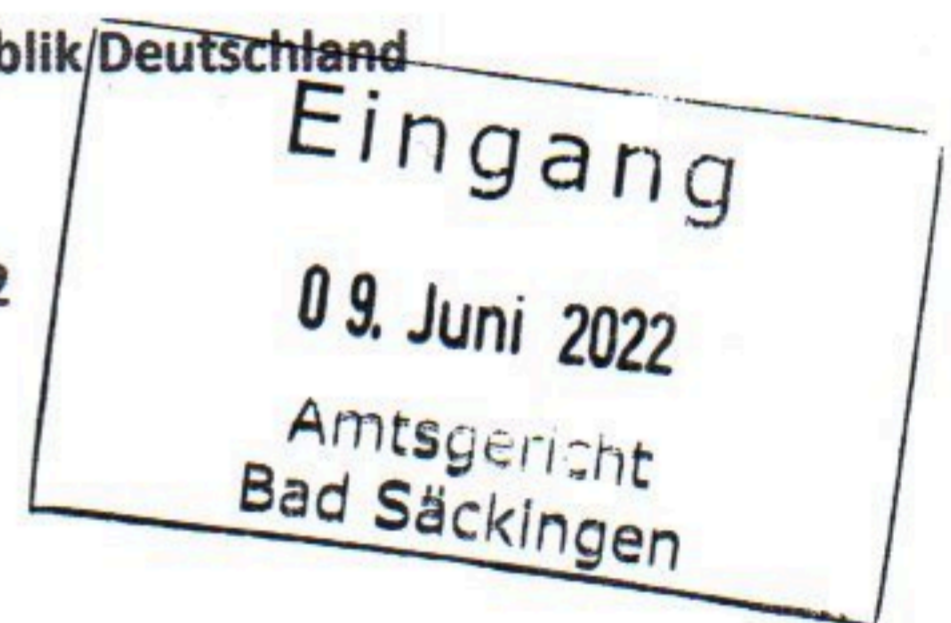 blik Deutschland
Eingang
2
09. Juni 2022
Amtsgericht
Bad Säckingen